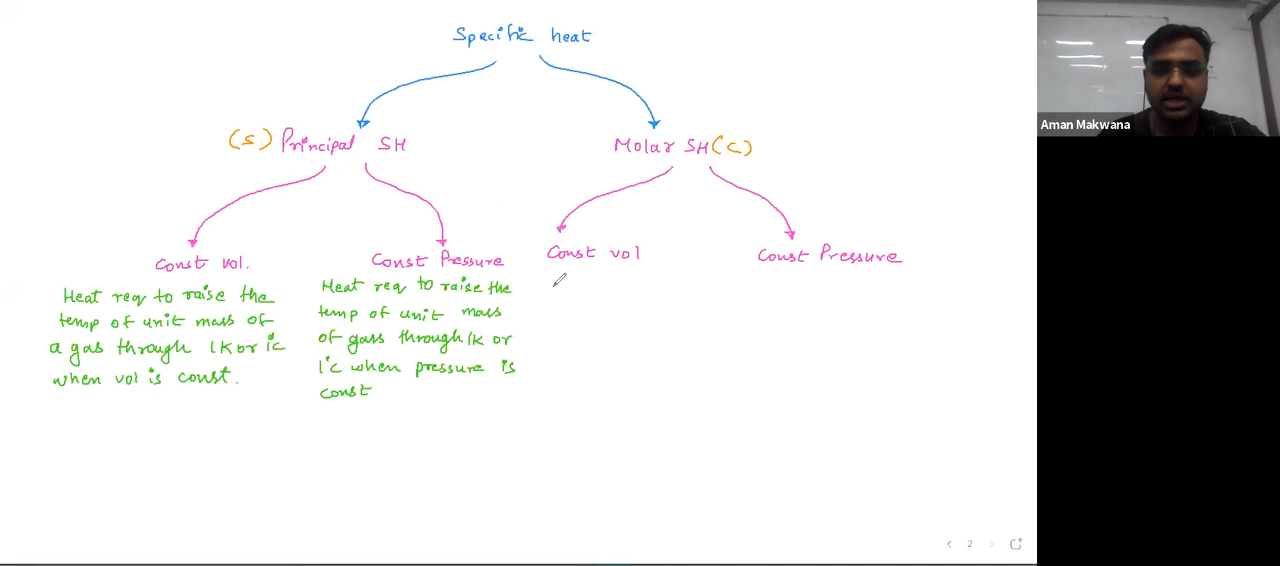 Specific heat
(S) Principal SH
Molar SH (C)
Const vol.
Const Pressure
Const vol
Const Pressure
Heat req to raise the
temp of unit mass of
a gas through 1K or 1°c
when vol is const.
Heat req to raise the
temp of unit mass
of gass through 1K or
1°c when pressure is
const
Aman Makwana
2